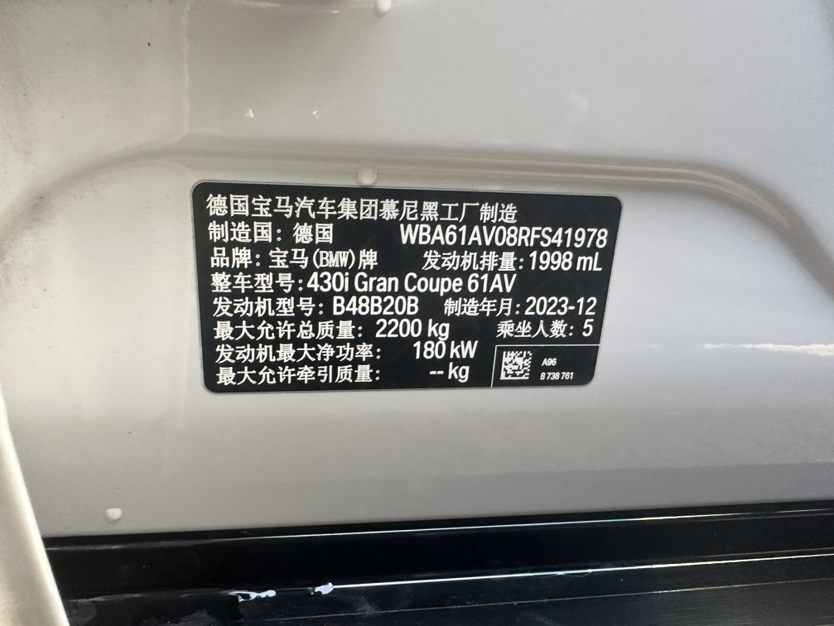 德国宝马汽车集团慕尼黑工厂制造
制造国: 德国 WBA61AV08RFS41978
品牌: 宝马(BMW)牌 发动机排量: 1998 mL
整车型号: 430i Gran Coupe 61AV
发动机型号: B48B20B 制造年月: 2023-12
最大允许总质量: 2200 kg 乘坐人数: 5
发动机最大净功率: 180 kW
最大允许牵引质量: -- kg
A96
8 738 761